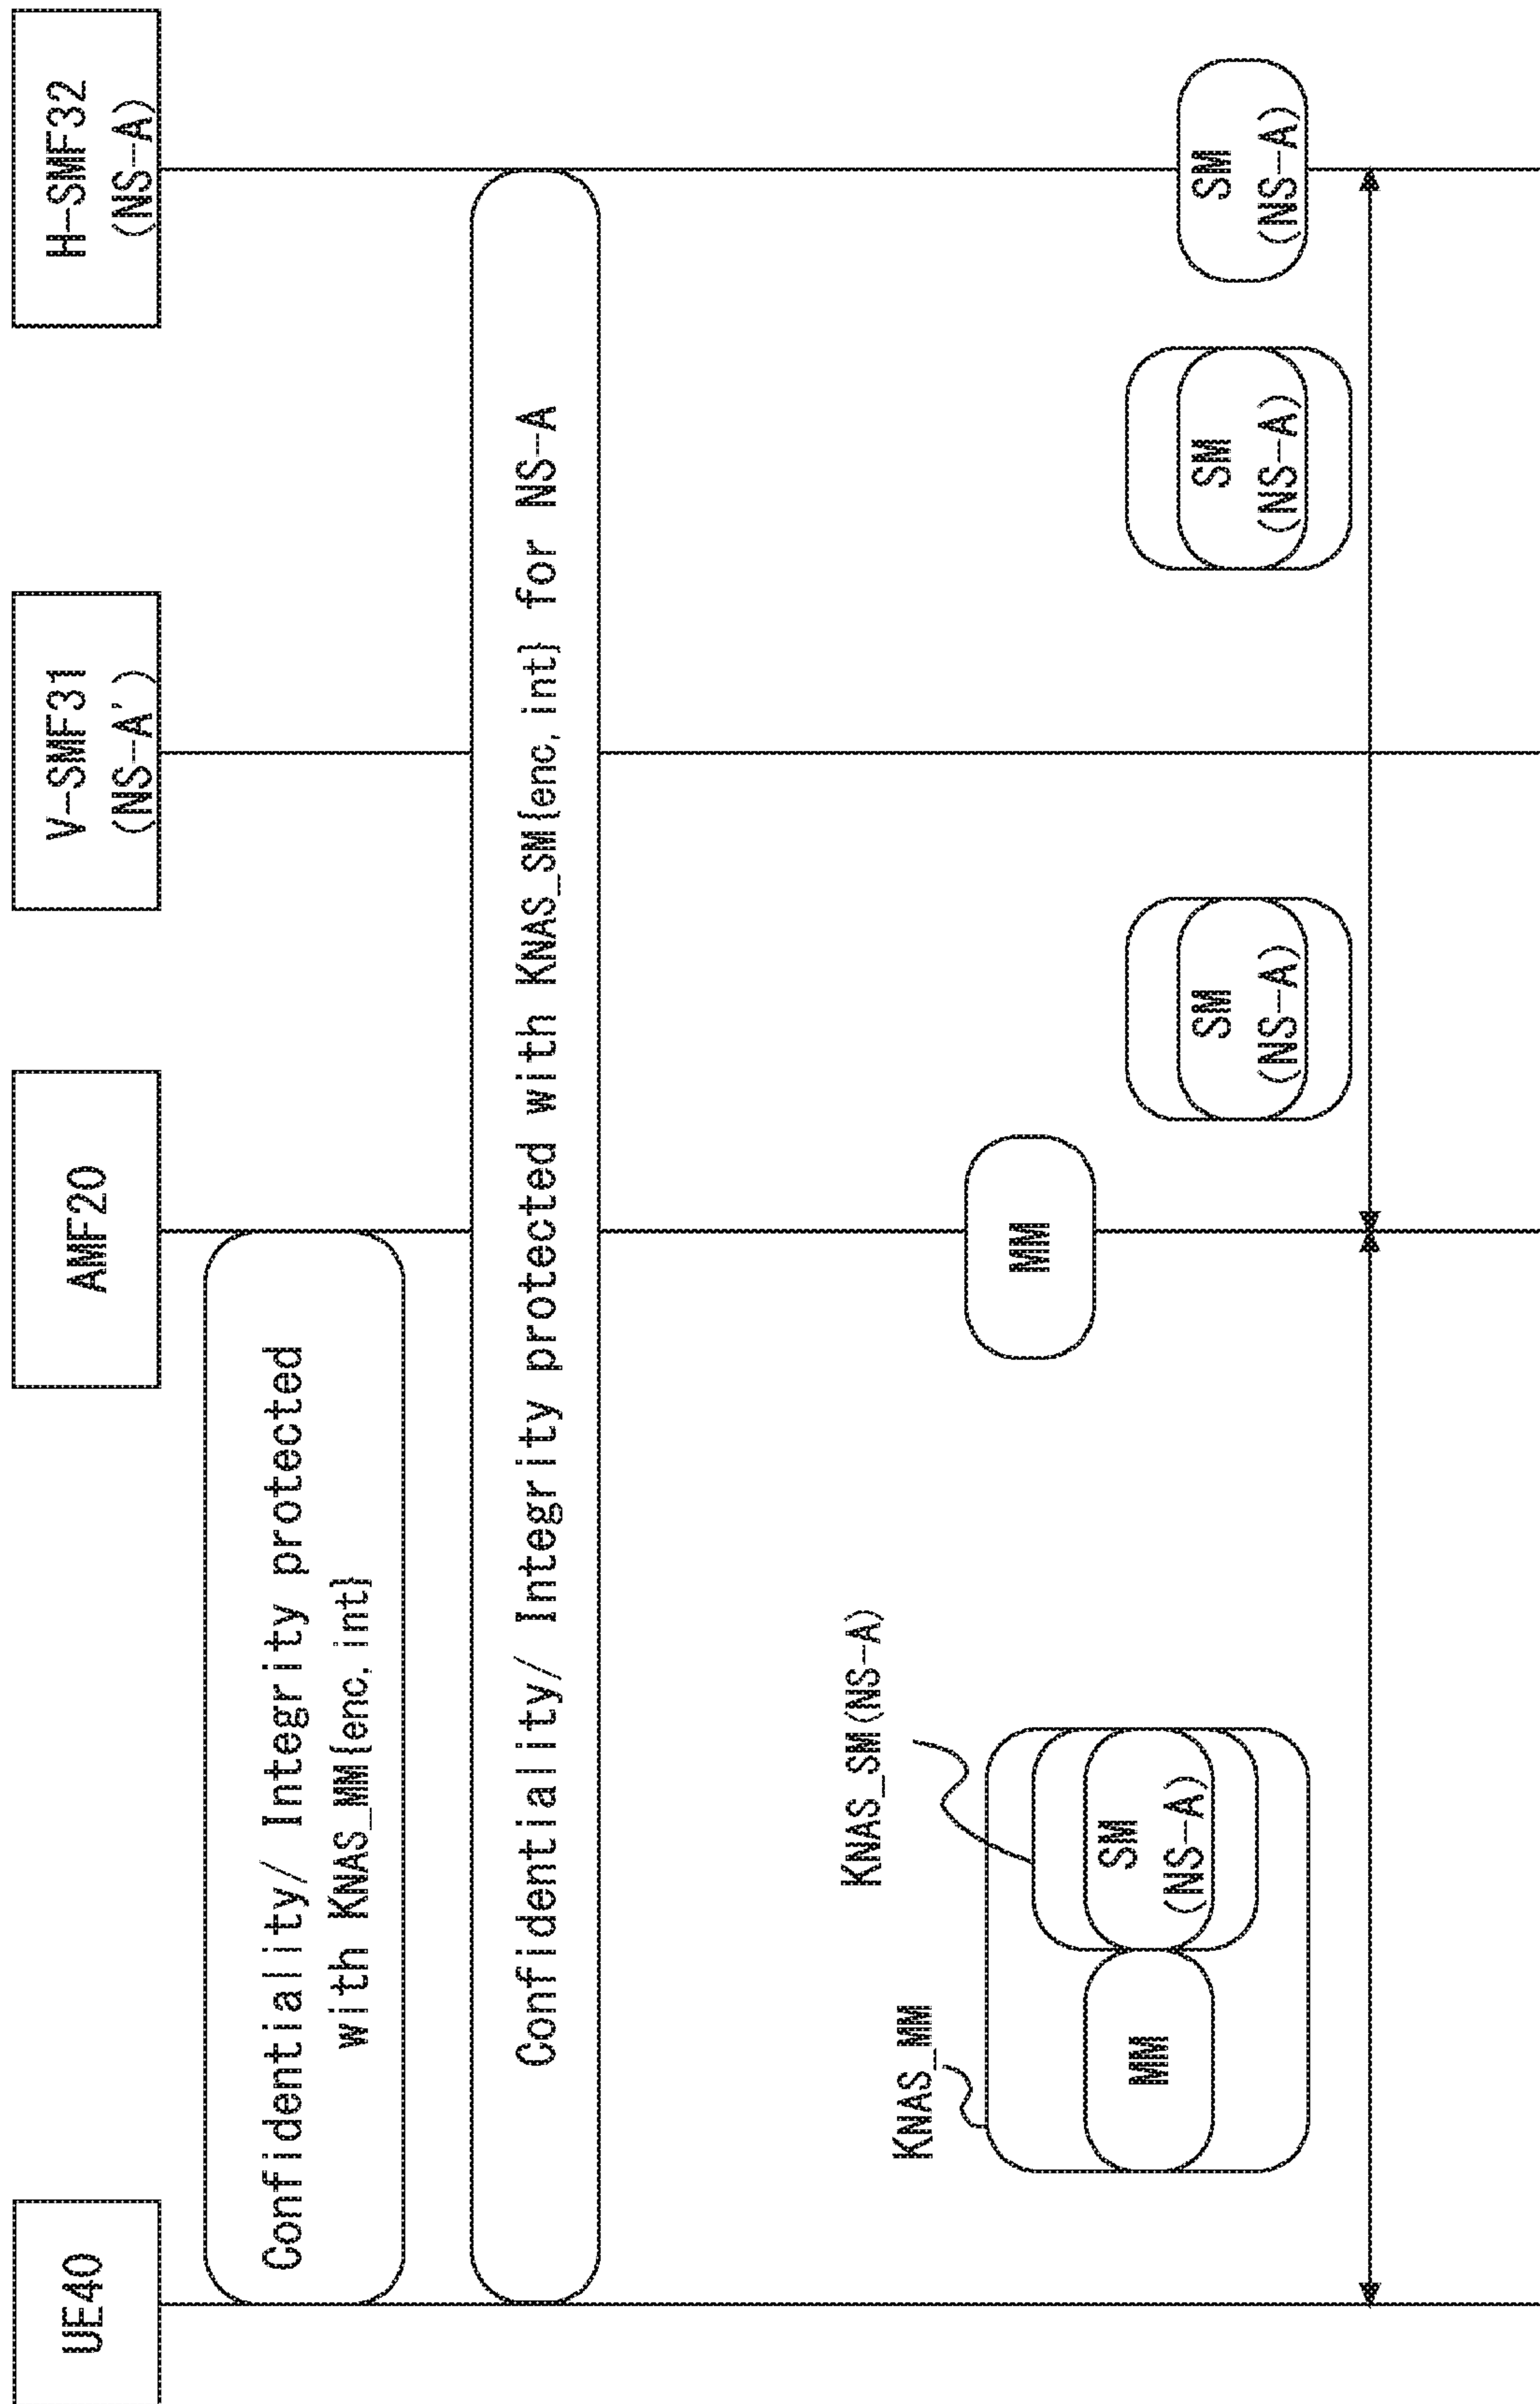 UE40
AMF20
V-SMF31
(NS-A')
H-SMF32
(NS-A)
Confidentiality/ Integrity protected
with KNAS_MM{enc, int}
Confidentiality/ Integrity protected with KNAS_SM{enc, int} for NS-A
KNAS_MM
KNAS_SM(NS-A)
MM
SM
(NS-A)
MM
SM
(NS-A)
SM
(NS-A)
SM
(NS-A)